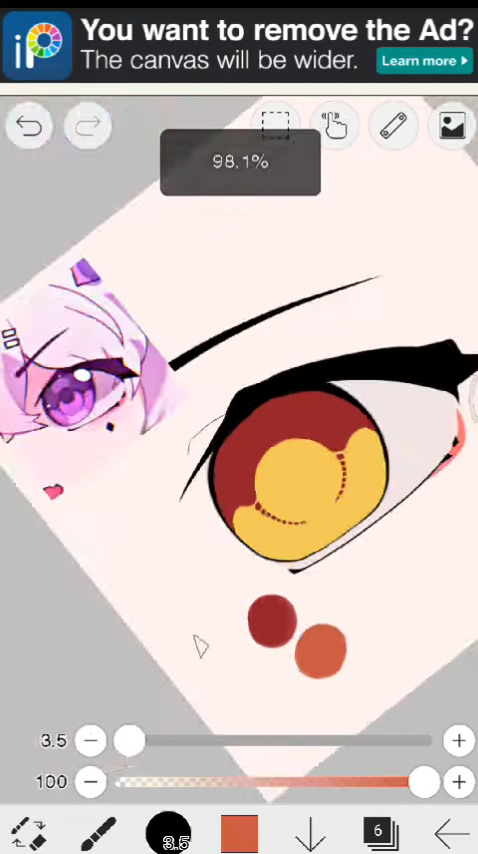 iP
You want to remove the Ad?
The canvas will be wider.
Learn more
98.1%
3.5
100
3.5
6